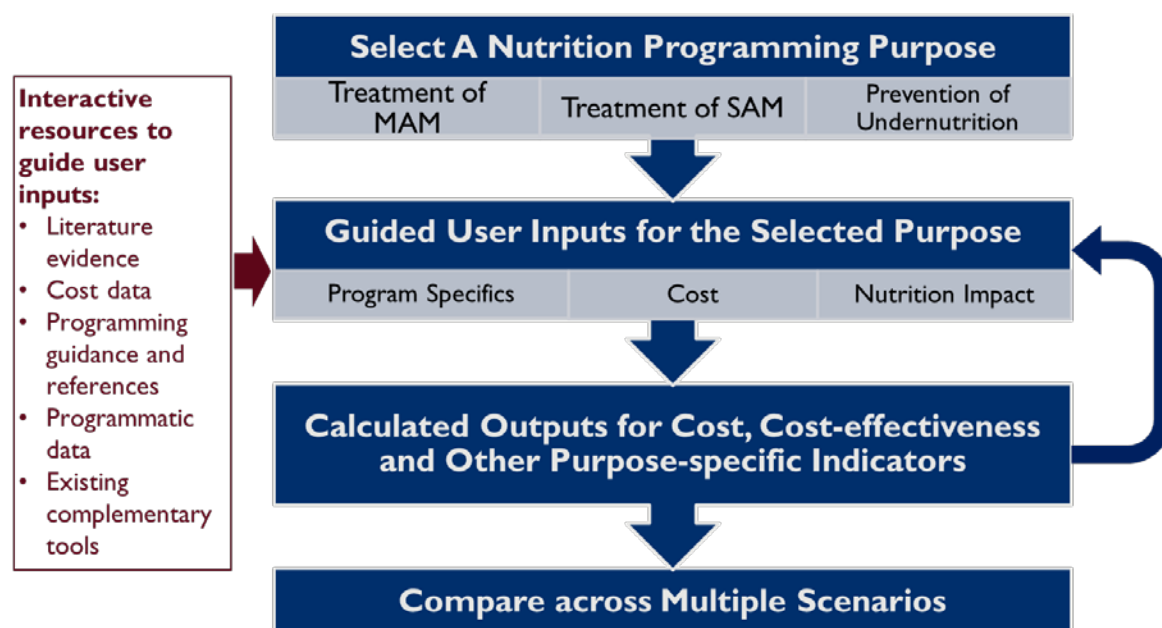 Select A Nutrition Programming Purpose
Treatment of
MAM
Treatment of SAM
Prevention of
Undernutrition
Interactive
resources to
guide user
inputs:
• Literature
evidence
• Cost data
• Programming
guidance and
references
• Programmatic
data
• Existing
complementary
tools
Guided User Inputs for the Selected Purpose
Program Specifics
Cost
Nutrition Impact
Calculated Outputs for Cost, Cost-effectiveness
and Other Purpose-specific Indicators
Compare across Multiple Scenarios